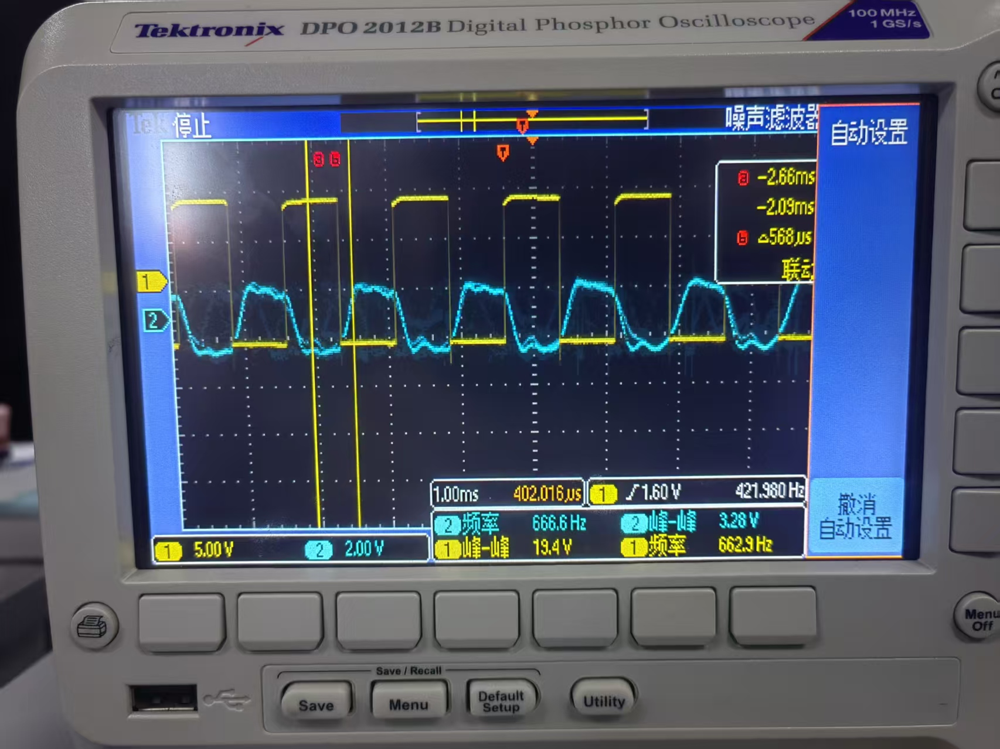 Tektronix DPO 2012B Digital Phosphor Oscilloscope
100 MHz
1 GS/s
Tek 停止
噪声滤波器
自动设置
T
T
a b
a -2.66ms
-2.09ms
b △568µs
联动
1
2
1.00ms 402.016µs
1 1.60 V 421.980 Hz
2 频率 666.6 Hz 2 峰-峰 3.28 V
1 峰-峰 19.4 V 1 频率 662.9 Hz
1 5.00 V 2 2.00 V
撤消
自动设置
Menu
Off
Save / Recall
Save
Menu
Default
Setup
Utility